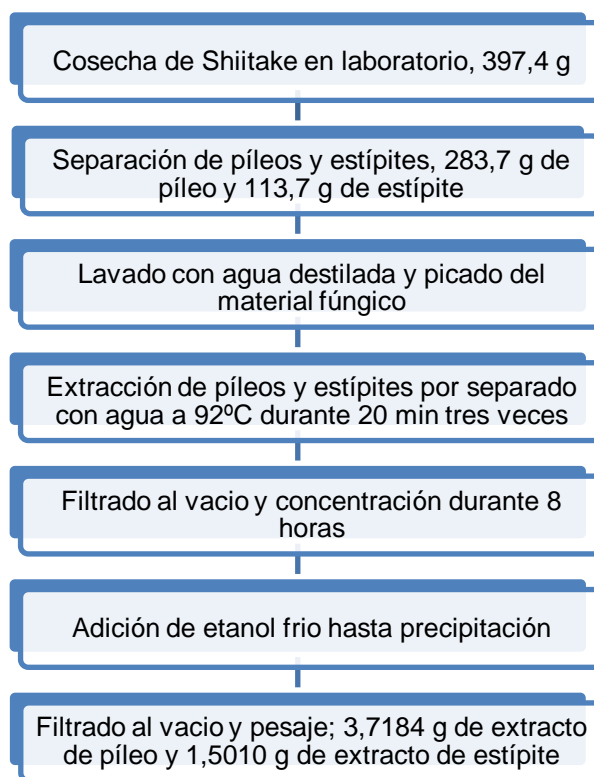 Cosecha de Shiitake en laboratorio, 397,4 g
Separación de píleos y estípites, 283,7 g de
píleo y 113,7 g de estípite
Lavado con agua destilada y picado del
material fúngico
Extracción de píleos y estípites por separado
con agua a 92ºC durante 20 min tres veces
Filtrado al vacio y concentración durante 8
horas
Adición de etanol frio hasta precipitación
Filtrado al vacio y pesaje; 3,7184 g de extracto
de píleo y 1,5010 g de extracto de estípite